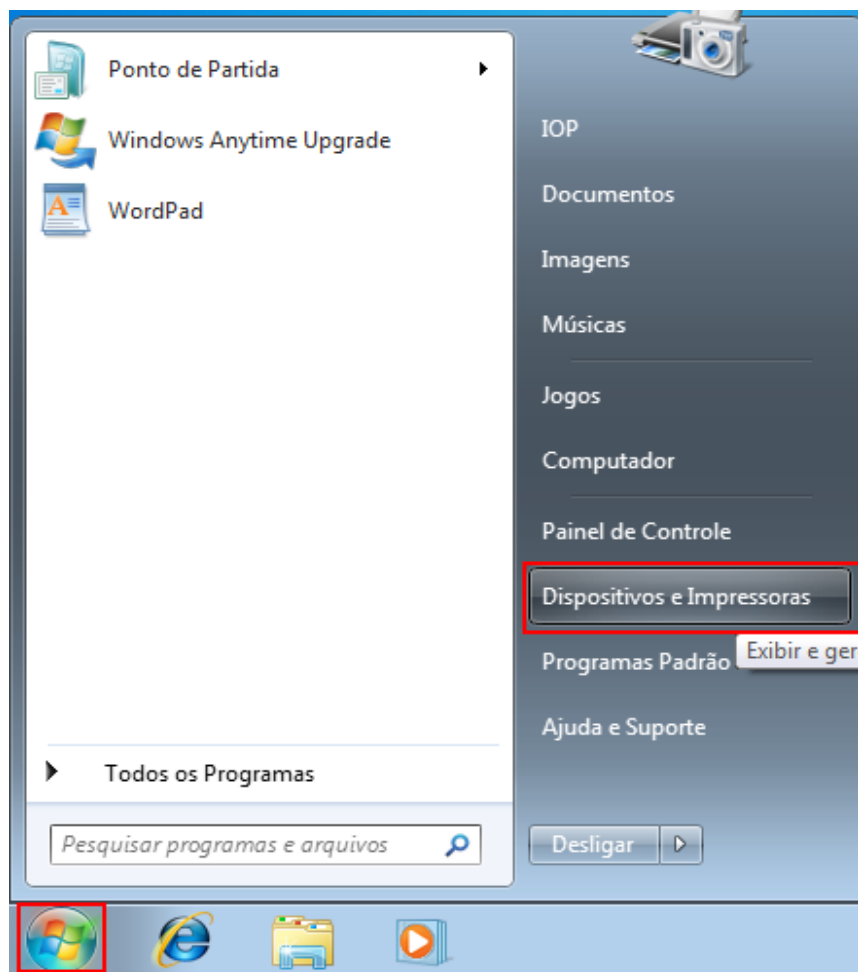 Ponto de Partida
Windows Anytime Upgrade
WordPad
Todos os Programas
Pesquisar programas e arquivos
IOP
Documentos
Imagens
Músicas
Jogos
Computador
Painel de Controle
Dispositivos e Impressoras
Exibir e ger
Programas Padrão
Ajuda e Suporte
Desligar